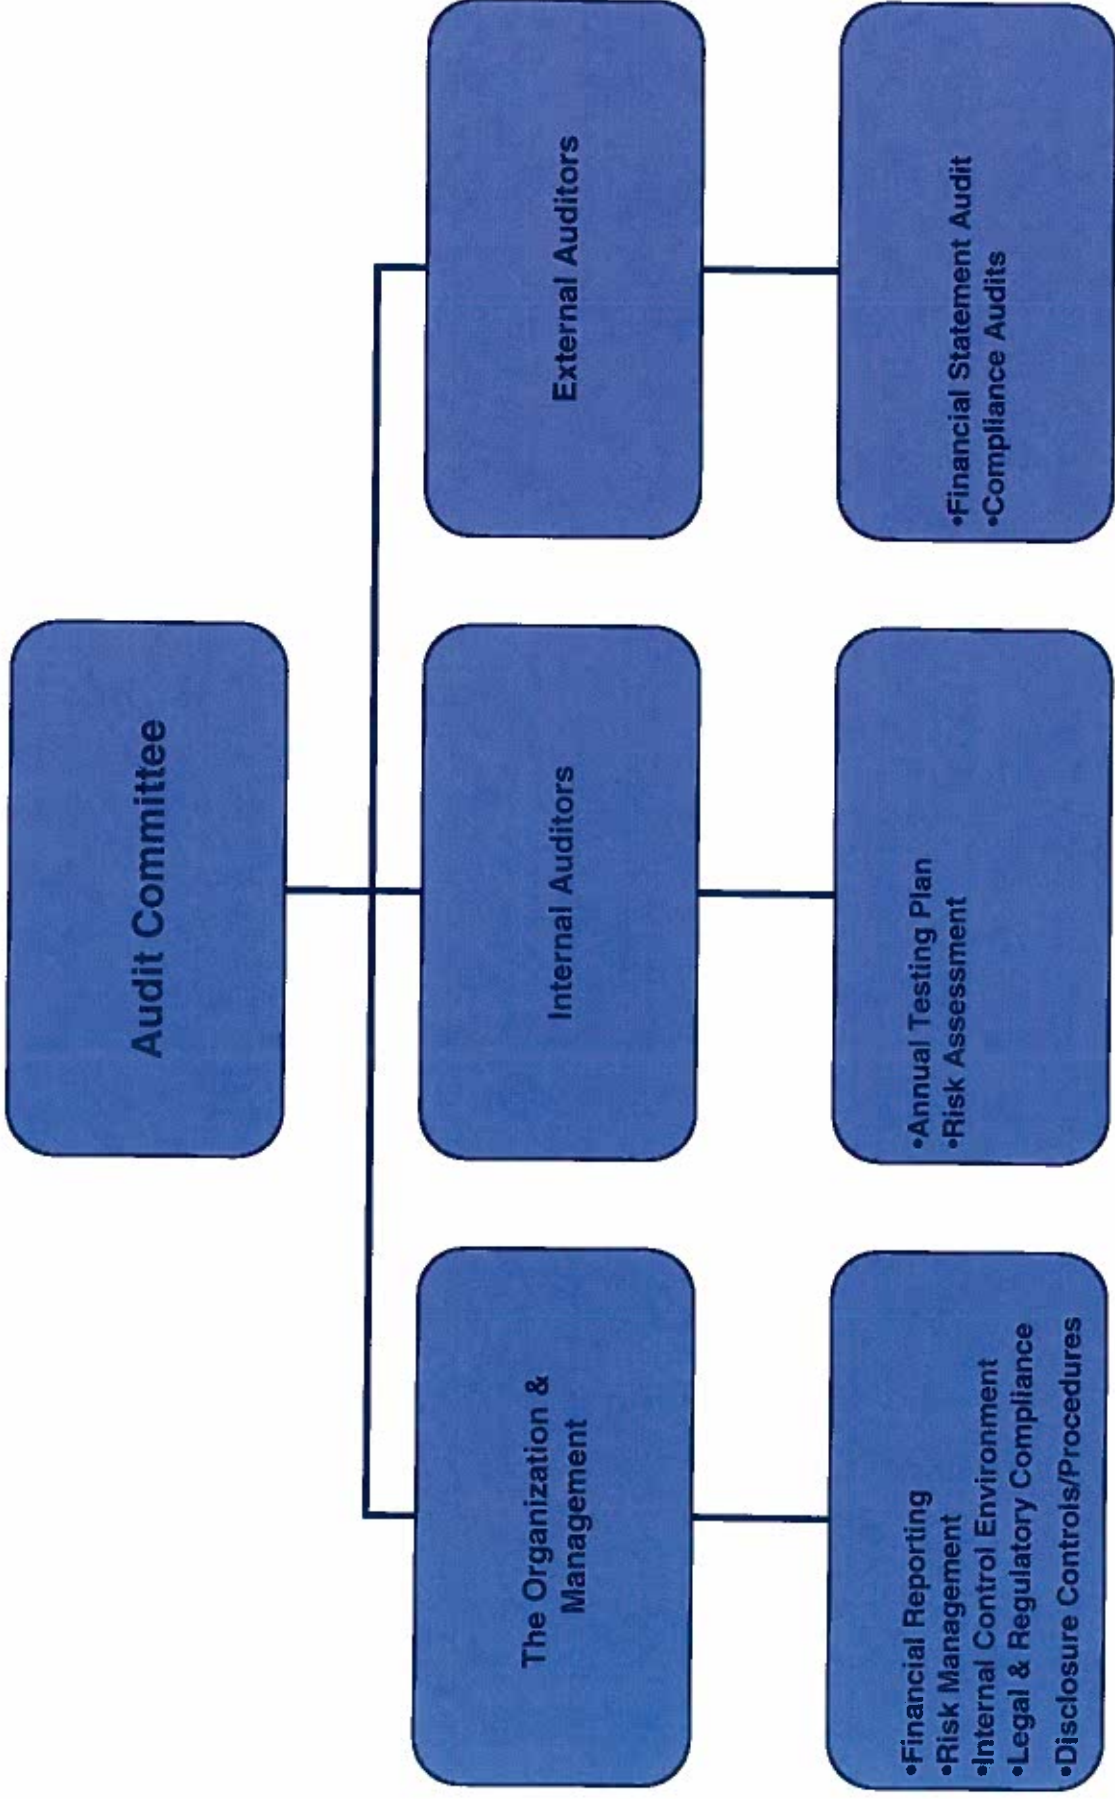 Audit Committee
The Organization &
Management
Internal Auditors
External Auditors
•Financial Reporting
•Risk Management
•Internal Control Environment
•Legal & Regulatory Compliance
•Disclosure Controls/Procedures
•Annual Testing Plan
•Risk Assessment
•Financial Statement Audit
•Compliance Audits